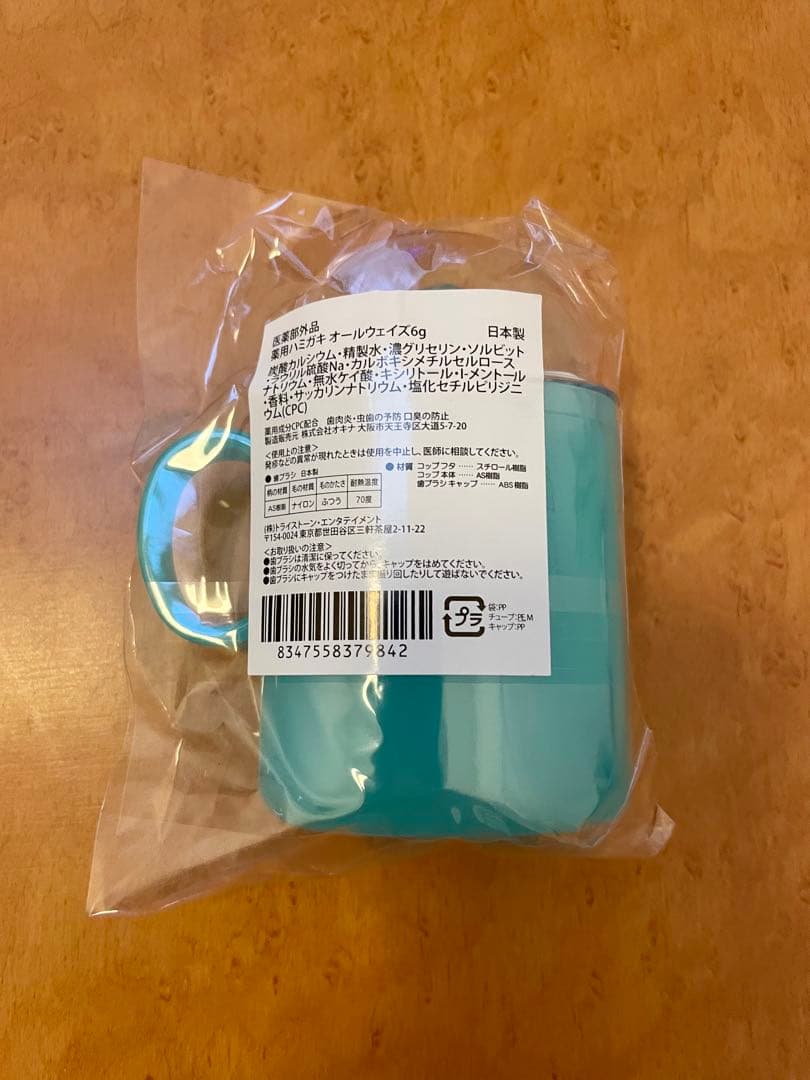 医薬部外品
薬用ハミガキ オールウェイズ6g 日本製
炭酸カルシウム・精製水・濃グリセリン・ソルビット
・ラウリル硫酸Na・カルボキシメチルセルロース
ナトリウム・無水ケイ酸・キシリトール・l-メントール
・香料・サッカリンナトリウム・塩化セチルピリジニ
ウム(CPC)
薬用成分CPC配合 歯肉炎・虫歯の予防 口臭の防止
製造販売元 株式会社オキナ 大阪市天王寺区大道5-7-20
<使用上の注意>
発疹などの異常が現れたときは使用を中止し、医師に相談してください。
●歯ブラシ 日本製
柄の材質 毛の材質 毛のかたさ 耐熱温度
AS樹脂 ナイロン ふつう 70度
●材質 コップフタ …… スチロール樹脂
コップ本体 …… AS樹脂
歯ブラシキャップ …… ABS樹脂
(株)トライストーン・エンタテイメント
〒154-0024 東京都世田谷区三軒茶屋2-11-22
<お取り扱いの注意>
●歯ブラシは清潔に保ってください。
●歯ブラシの水気をよく切ってから、キャップをはめてください。
●歯ブラシにキャップをつけたまま振り回したりして遊ばないでください。
8347558379842
プラ
袋:PP
チューブ:PE,M
キャップ:PP